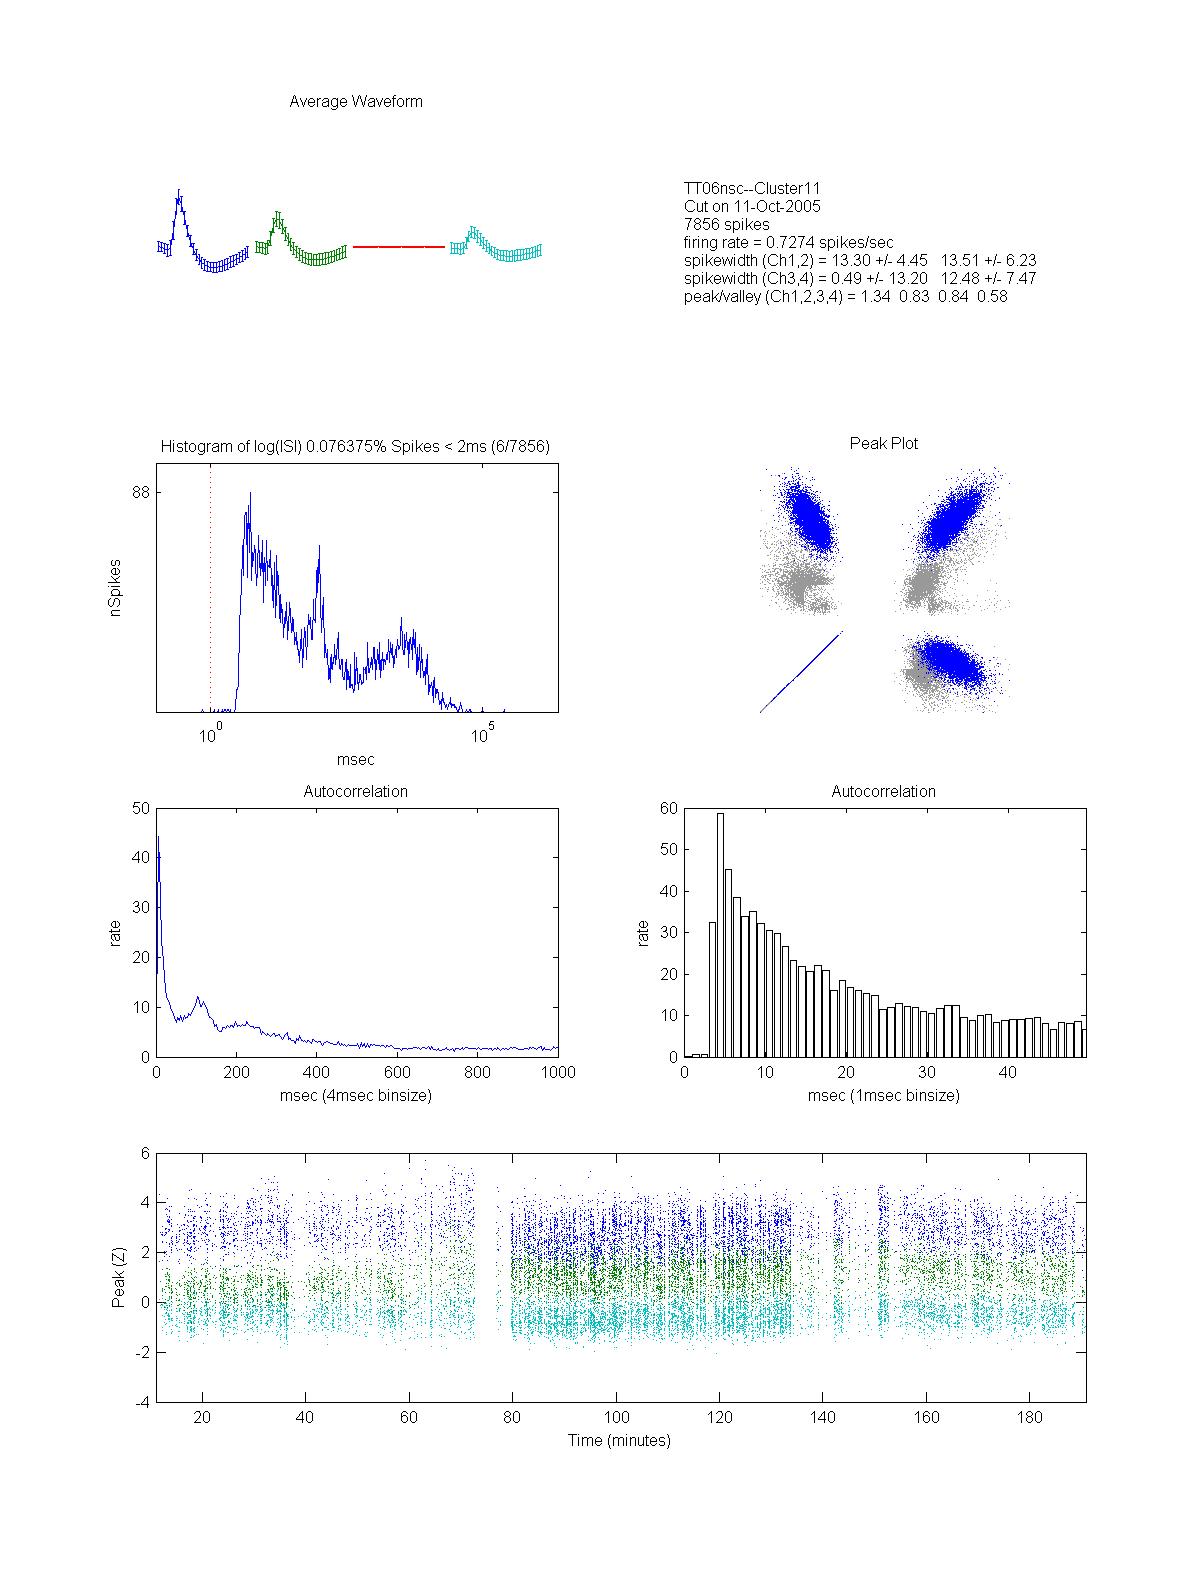 Average Waveform
TT06nsc--Cluster11
Cut on 11-Oct-2005
7856 spikes
firing rate = 0.7274 spikes/sec
spikewidth (Ch1,2) = 13.30 +/- 4.45 13.51 +/- 6.23
spikewidth (Ch3,4) = 0.49 +/- 13.20 12.48 +/- 7.47
peak/valley (Ch1,2,3,4) = 1.34 0.83 0.84 0.58
Histogram of log(ISI) 0.076375% Spikes < 2ms (6/7856)
88
nSpikes
10^0 10^5
msec
Peak Plot
Autocorrelation
50
40
30
20
10
0
rate
0 200 400 600 800 1000
msec (4msec binsize)
Autocorrelation
60
50
40
30
20
10
0
rate
0 10 20 30 40
msec (1msec binsize)
6
4
2
0
-2
-4
Peak (Z)
20 40 60 80 100 120 140 160 180
Time (minutes)